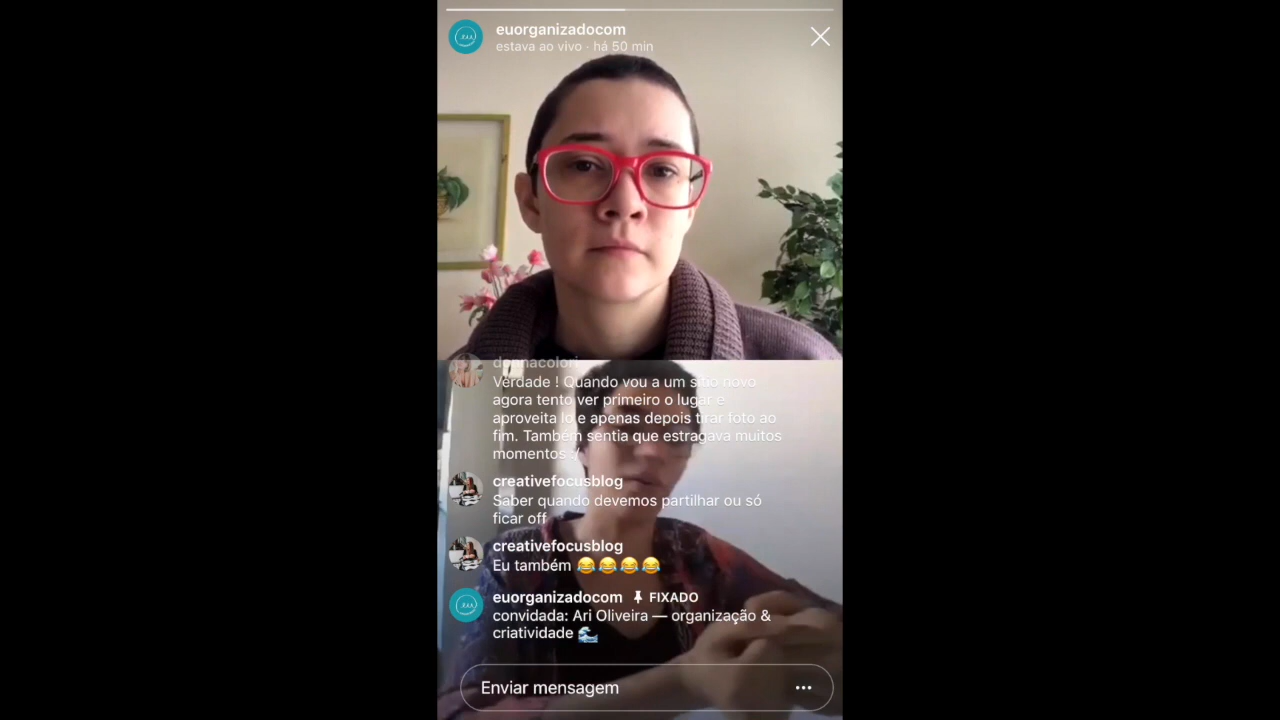 euorganizadocom
estava ao vivo · há 50 min
donnacolori
Verdade ! Quando vou a um sitio novo
agora tento ver primeiro o lugar e
aproveita lo e apenas depois tirar foto ao
fim. Também sentia que estragava muitos
momentos :/
creativefocusblog
Saber quando devemos partilhar ou só
ficar off
creativefocusblog
Eu também 😂😂😂😂
euorganizadocom 📌 FIXADO
convidada: Ari Oliveira — organização &
criatividade 🌊
Enviar mensagem